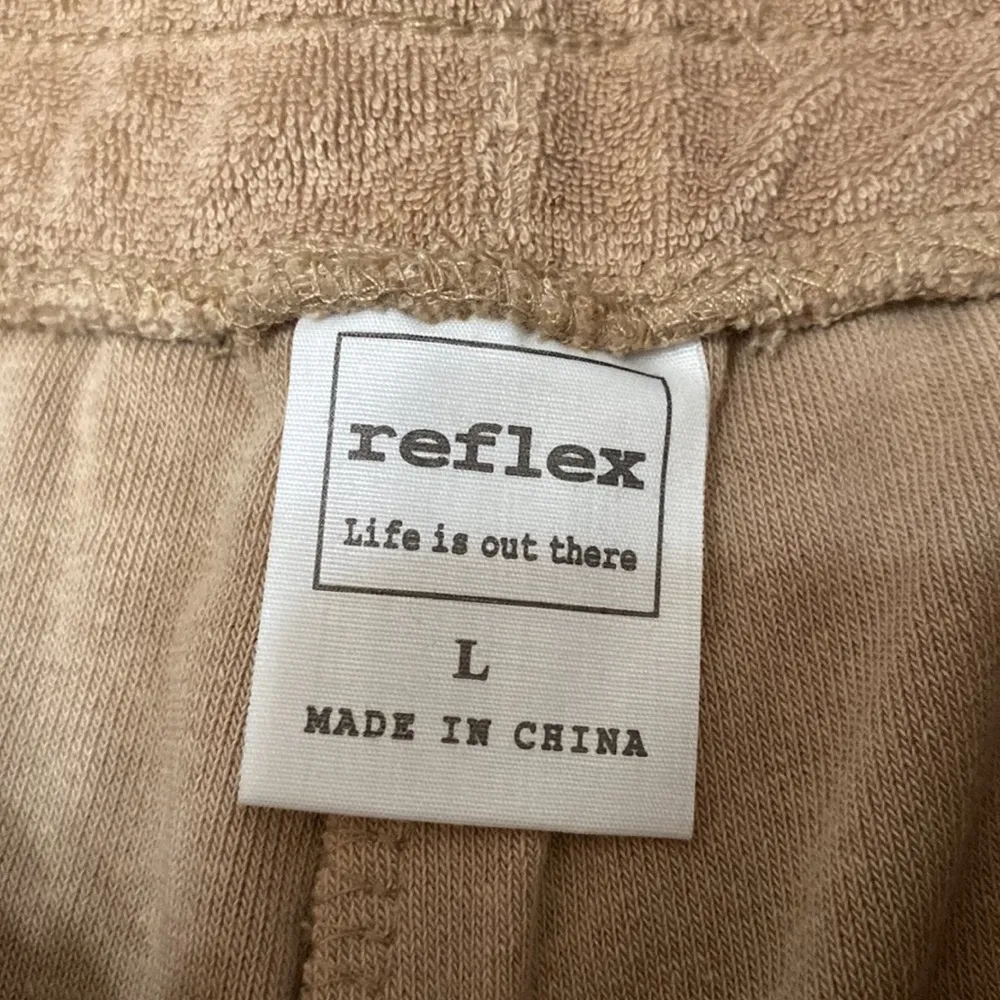 reflex
Life is out there
L
MADE IN CHINA